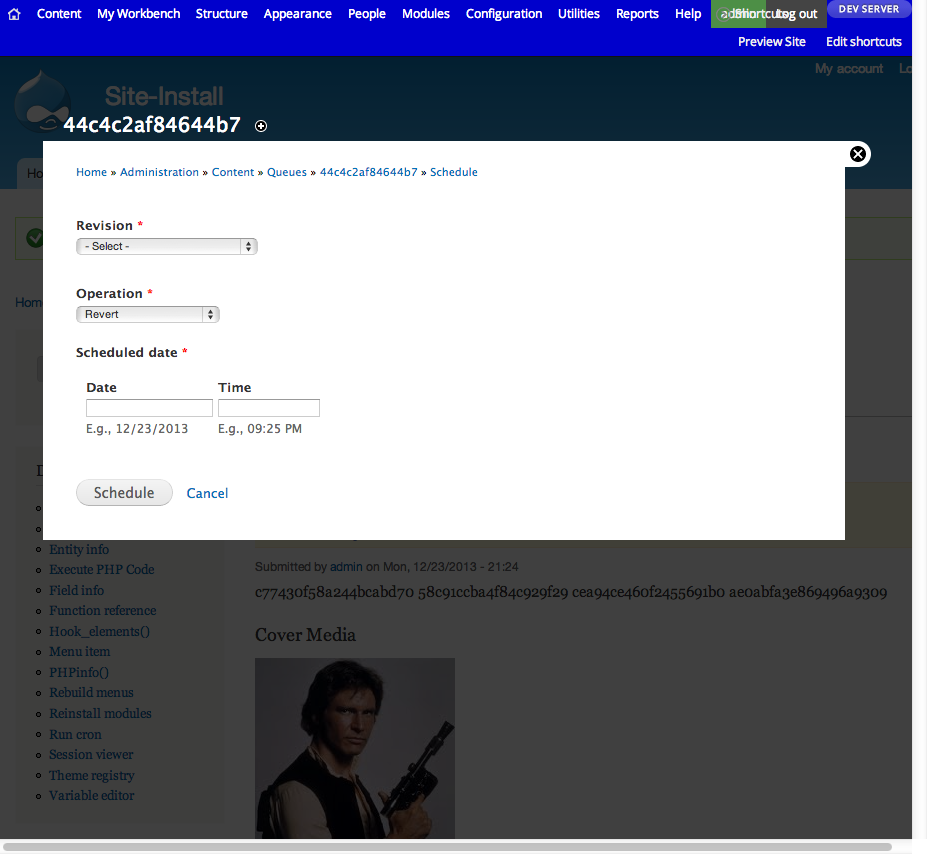 Content My Workbench Structure Appearance People Modules Configuration Utilities Reports Help Shortcuts Log out DEV SERVER
Preview Site Edit shortcuts
My account
Site-Install
44c4c2af84644b7
Home » Administration » Content » Queues » 44c4c2af84644b7 » Schedule
Revision *
- Select -
Hom
Operation *
Revert
Scheduled date *
Date Time
E.g., 12/23/2013 E.g., 09:25 PM
Schedule Cancel
Entity info
Execute PHP Code
Field info
Function reference
Hook_elements()
Menu item
PHPinfo()
Rebuild menus
Reinstall modules
Run cron
Session viewer
Theme registry
Variable editor
Submitted by admin on Mon, 12/23/2013 - 21:24
c77430f58a244bcabd70 58c91ccba4f84c929f29 cea94ce460f2455691b0 ae0abfa3e869496a9309
Cover Media